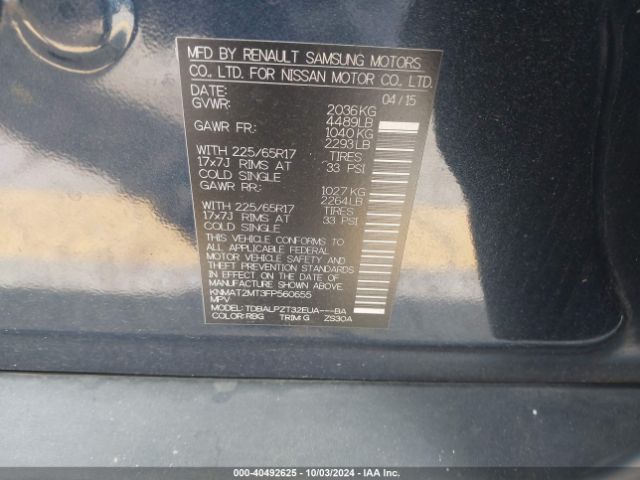 MFD BY RENAULT SAMSUNG MOTORS
CO., LTD. FOR NISSAN MOTOR CO., LTD.
DATE: 04/15
GVWR: 2036KG
4489LB
GAWR FR: 1040KG
2293LB
WITH 225/65R17 TIRES
17x7J RIMS AT 33 PSI
COLD SINGLE
GAWR RR: 1027KG
2264LB
WITH 225/65R17 TIRES
17x7J RIMS AT 33 PSI
COLD SINGLE
THIS VEHICLE CONFORMS TO
ALL APPLICABLE FEDERAL
MOTOR VEHICLE SAFETY AND
THEFT PREVENTION STANDARDS
IN EFFECT ON THE DATE OF
MANUFACTURE SHOWN ABOVE
KNMAT2MT3FP560655
MPV
MODEL: TDBALPZT32EUA---BA
COLOR: RBG TRIM: G ZS30A
000-40492625 - 10/03/2024 - IAA Inc.